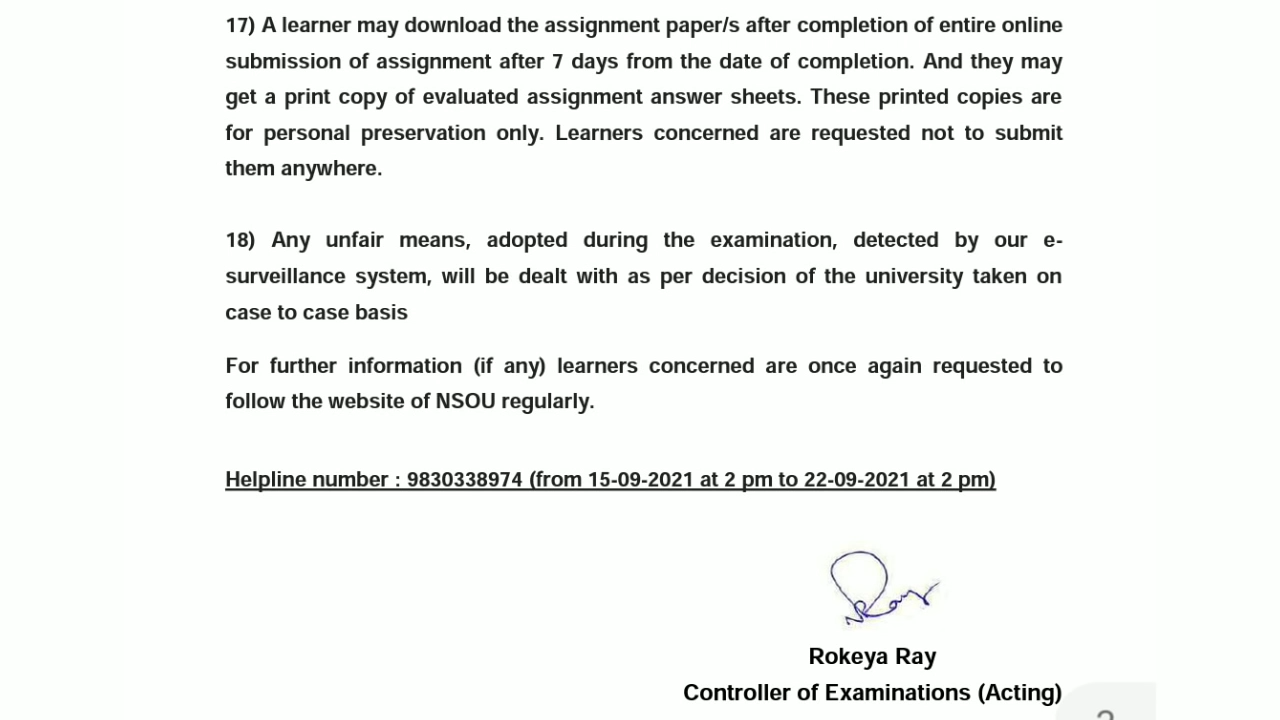 17) A learner may download the assignment paper/s after completion of entire online
submission of assignment after 7 days from the date of completion. And they may
get a print copy of evaluated assignment answer sheets. These printed copies are
for personal preservation only. Learners concerned are requested not to submit
them anywhere.
18) Any unfair means, adopted during the examination, detected by our e-
surveillance system, will be dealt with as per decision of the university taken on
case to case basis
For further information (if any) learners concerned are once again requested to
follow the website of NSOU regularly.
Helpline number : 9830338974 (from 15-09-2021 at 2 pm to 22-09-2021 at 2 pm)
Rokeya Ray
Controller of Examinations (Acting)